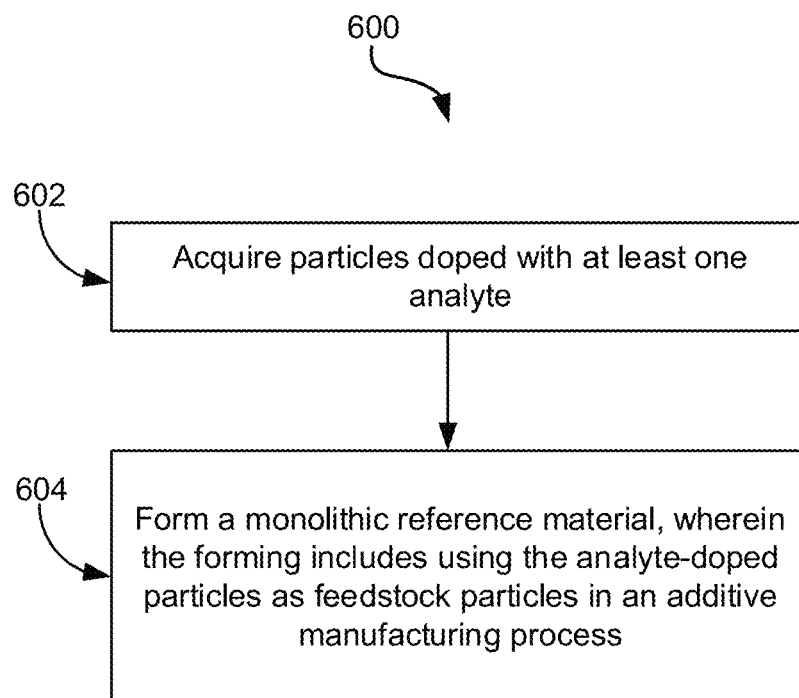 600
602
Acquire particles doped with at least one
analyte
604
Form a monolithic reference material, wherein
the forming includes using the analyte-doped
particles as feedstock particles in an additive
manufacturing process